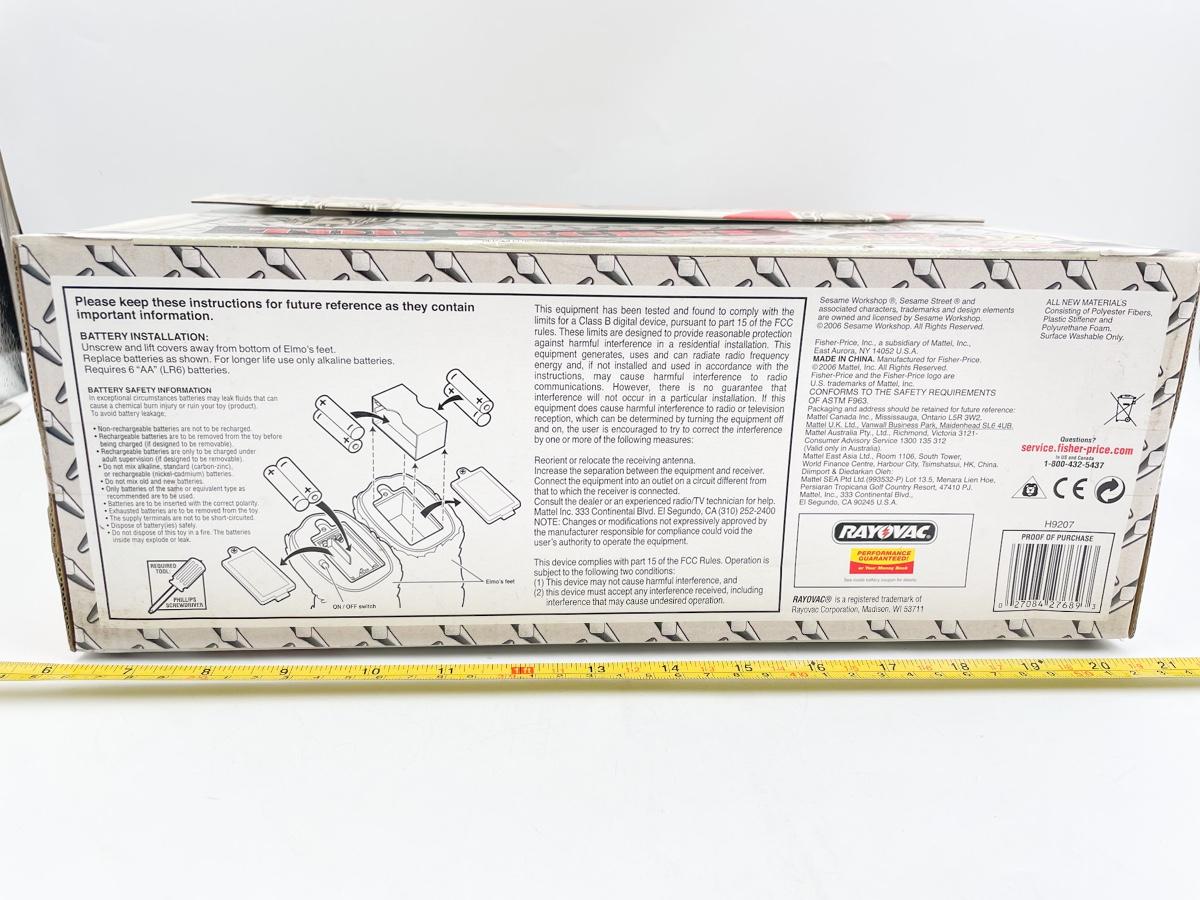 Please keep these instructions for future reference as they contain
important information.
BATTERY INSTALLATION:
Unscrew and lift covers away from bottom of Elmo's feet.
Replace batteries as shown. For longer life use only alkaline batteries.
Requires 6 "AA" (LR6) batteries.
BATTERY SAFETY INFORMATION
In exceptional circumstances batteries may leak fluids that can
cause a chemical burn injury or ruin your toy (product).
To avoid battery leakage;
• Non-rechargeable batteries are not to be recharged.
• Rechargeable batteries are to be removed from the toy before
being charged (if designed to be removed).
• Rechargeable batteries are only to be charged under
adult supervision (if designed to be removable).
• Do not mix alkaline, standard (carbon-zinc),
or rechargeable (nickel-cadmium) batteries.
• Do not mix old and new batteries.
• Only batteries of the same or equivalent type as
recommended are to be used.
• Batteries are to be inserted with the correct polarity.
• Exhausted batteries are to be removed from the toy.
• The supply terminals are not to be short-circuited.
• Dispose of battery(ies) safely.
• Do not dispose of this toy in a fire. The batteries
inside may explode or leak.
REQUIRED
TOOL:
PHILLIPS
SCREWDRIVER
ON / OFF switch
Elmo's feet
This equipment has been tested and found to comply with the
limits for a Class B digital device, pursuant to part 15 of the FCC
rules. These limits are designed to provide reasonable protection
against harmful interference in a residential installation. This
equipment generates, uses and can radiate radio frequency
energy and, if not installed and used in accordance with the
instructions, may cause harmful interference to radio
communications. However, there is no guarantee that
interference will not occur in a particular installation. If this
equipment does cause harmful interference to radio or television
reception, which can be determined by turning the equipment off
and on, the user is encouraged to try to correct the interference
by one or more of the following measures:
Reorient or relocate the receiving antenna.
Increase the separation between the equipment and receiver.
Connect the equipment into an outlet on a circuit different from
that to which the receiver is connected.
Consult the dealer or an experienced radio/TV technician for help.
Mattel Inc. 333 Continental Blvd. El Segundo, CA (310) 252-2400
NOTE: Changes or modifications not expressively approved by
the manufacturer responsible for compliance could void the
user's authority to operate the equipment.
This device complies with part 15 of the FCC Rules. Operation is
subject to the following two conditions:
(1) This device may not cause harmful interference, and
(2) this device must accept any interference received, including
interference that may cause undesired operation.
Sesame Workshop ®, Sesame Street ® and
associated characters, trademarks and design elements
are owned and licensed by Sesame Workshop.
©2006 Sesame Workshop. All Rights Reserved.
Fisher-Price, Inc., a subsidiary of Mattel, Inc.,
East Aurora, NY 14052 U.S.A.
MADE IN CHINA. Manufactured for Fisher-Price.
©2006 Mattel, Inc. All Rights Reserved.
Fisher-Price and the Fisher-Price logo are
U.S. trademarks of Mattel, Inc.
CONFORMS TO THE SAFETY REQUIREMENTS
OF ASTM F963.
Packaging and address should be retained for future reference:
Mattel Canada Inc., Mississauga, Ontario L5R 3W2.
Mattel U.K. Ltd., Vanwall Business Park, Maidenhead SL6 4UB.
Mattel Australia Pty., Ltd., Richmond, Victoria 3121-
Consumer Advisory Service 1300 135 312
(Valid only in Australia).
Mattel East Asia Ltd., Room 1106, South Tower,
World Finance Centre, Harbour City, Tsimshatsui, HK, China.
Diimport & Diedarkan Oleh:
Mattel SEA Ptd Ltd.(993532-P) Lot 13.5, Menara Lien Hoe,
Persiaran Tropicana Golf Country Resort, 47410 PJ.
Mattel, Inc., 333 Continental Blvd.,
El Segundo, CA 90245 U.S.A.
RAYOVAC
PERFORMANCE
GUARANTEED!
or Your Money Back
See inside battery coupon for details.
RAYOVAC® is a registered trademark of
Rayovac Corporation, Madison, WI 53711
ALL NEW MATERIALS
Consisting of Polyester Fibers,
Plastic Stiffener and
Polyurethane Foam.
Surface Washable Only.
Questions?
service.fisher-price.com
In US and Canada
1-800-432-5437
CE
H9207
PROOF OF PURCHASE
0 27084 27689 3
6 7 8 9 10 11 13 14 15 16 17 18 19 20 21